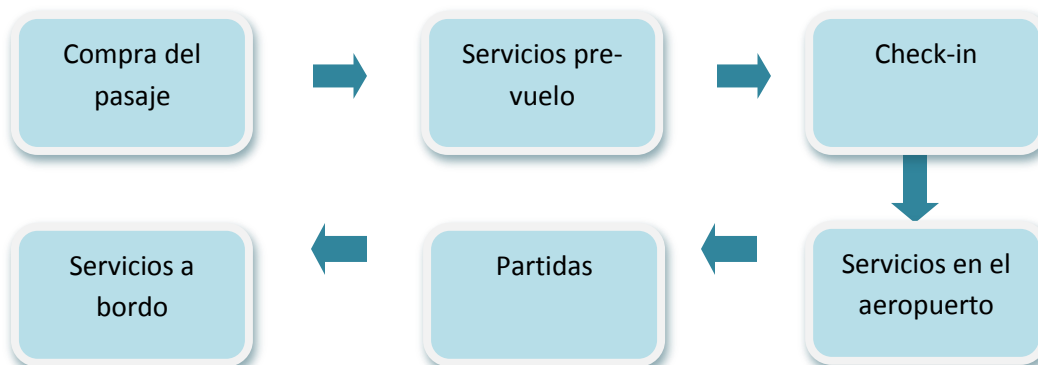 Compra del
pasaje
Servicios pre-
vuelo
Check-in
Servicios en el
aeropuerto
Partidas
Servicios a
bordo